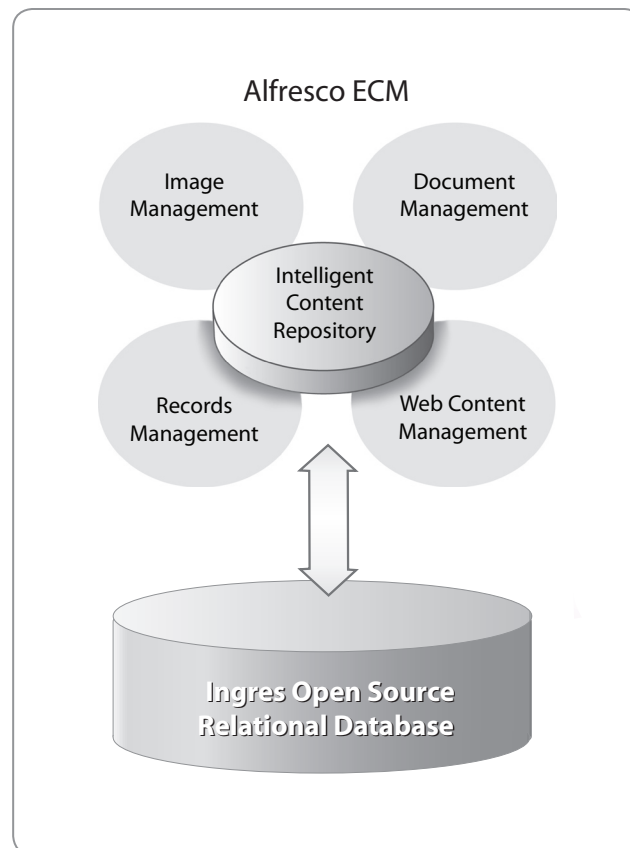 Alfresco ECM
Image
Management
Document
Management
Intelligent
Content
Repository
Records
Management
Web Content
Management
Ingres Open Source
Relational Database